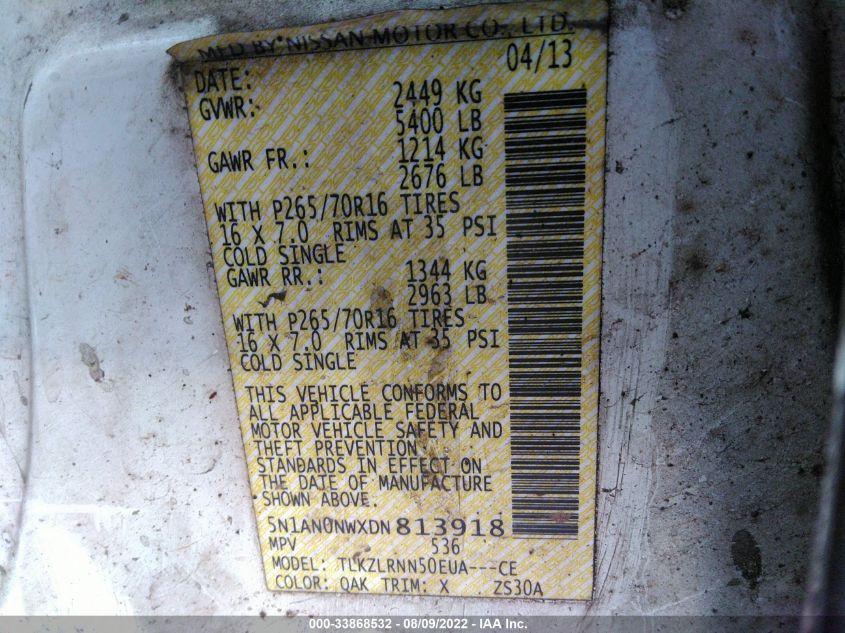 MFD BY NISSAN MOTOR CO., LTD.
DATE: 04/13
GVWR: 2449 KG
5400 LB
GAWR FR.: 1214 KG
2676 LB
WITH P265/70R16 TIRES
16 X 7.0 RIMS AT 35 PSI
COLD SINGLE
GAWR RR.: 1344 KG
2963 LB
WITH P265/70R16 TIRES
16 X 7.0 RIMS AT 35 PSI
COLD SINGLE
THIS VEHICLE CONFORMS TO
ALL APPLICABLE FEDERAL
MOTOR VEHICLE SAFETY AND
THEFT PREVENTION
STANDARDS IN EFFECT ON
THE DATE OF MANUFACTURE
SHOWN ABOVE.
5N1AN0NWXDN813918
MPV 536
MODEL: TLKZLRNN50EUA---CE
COLOR: QAK TRIM: X ZS30A
000-33868532 - 08/09/2022 - IAA Inc.